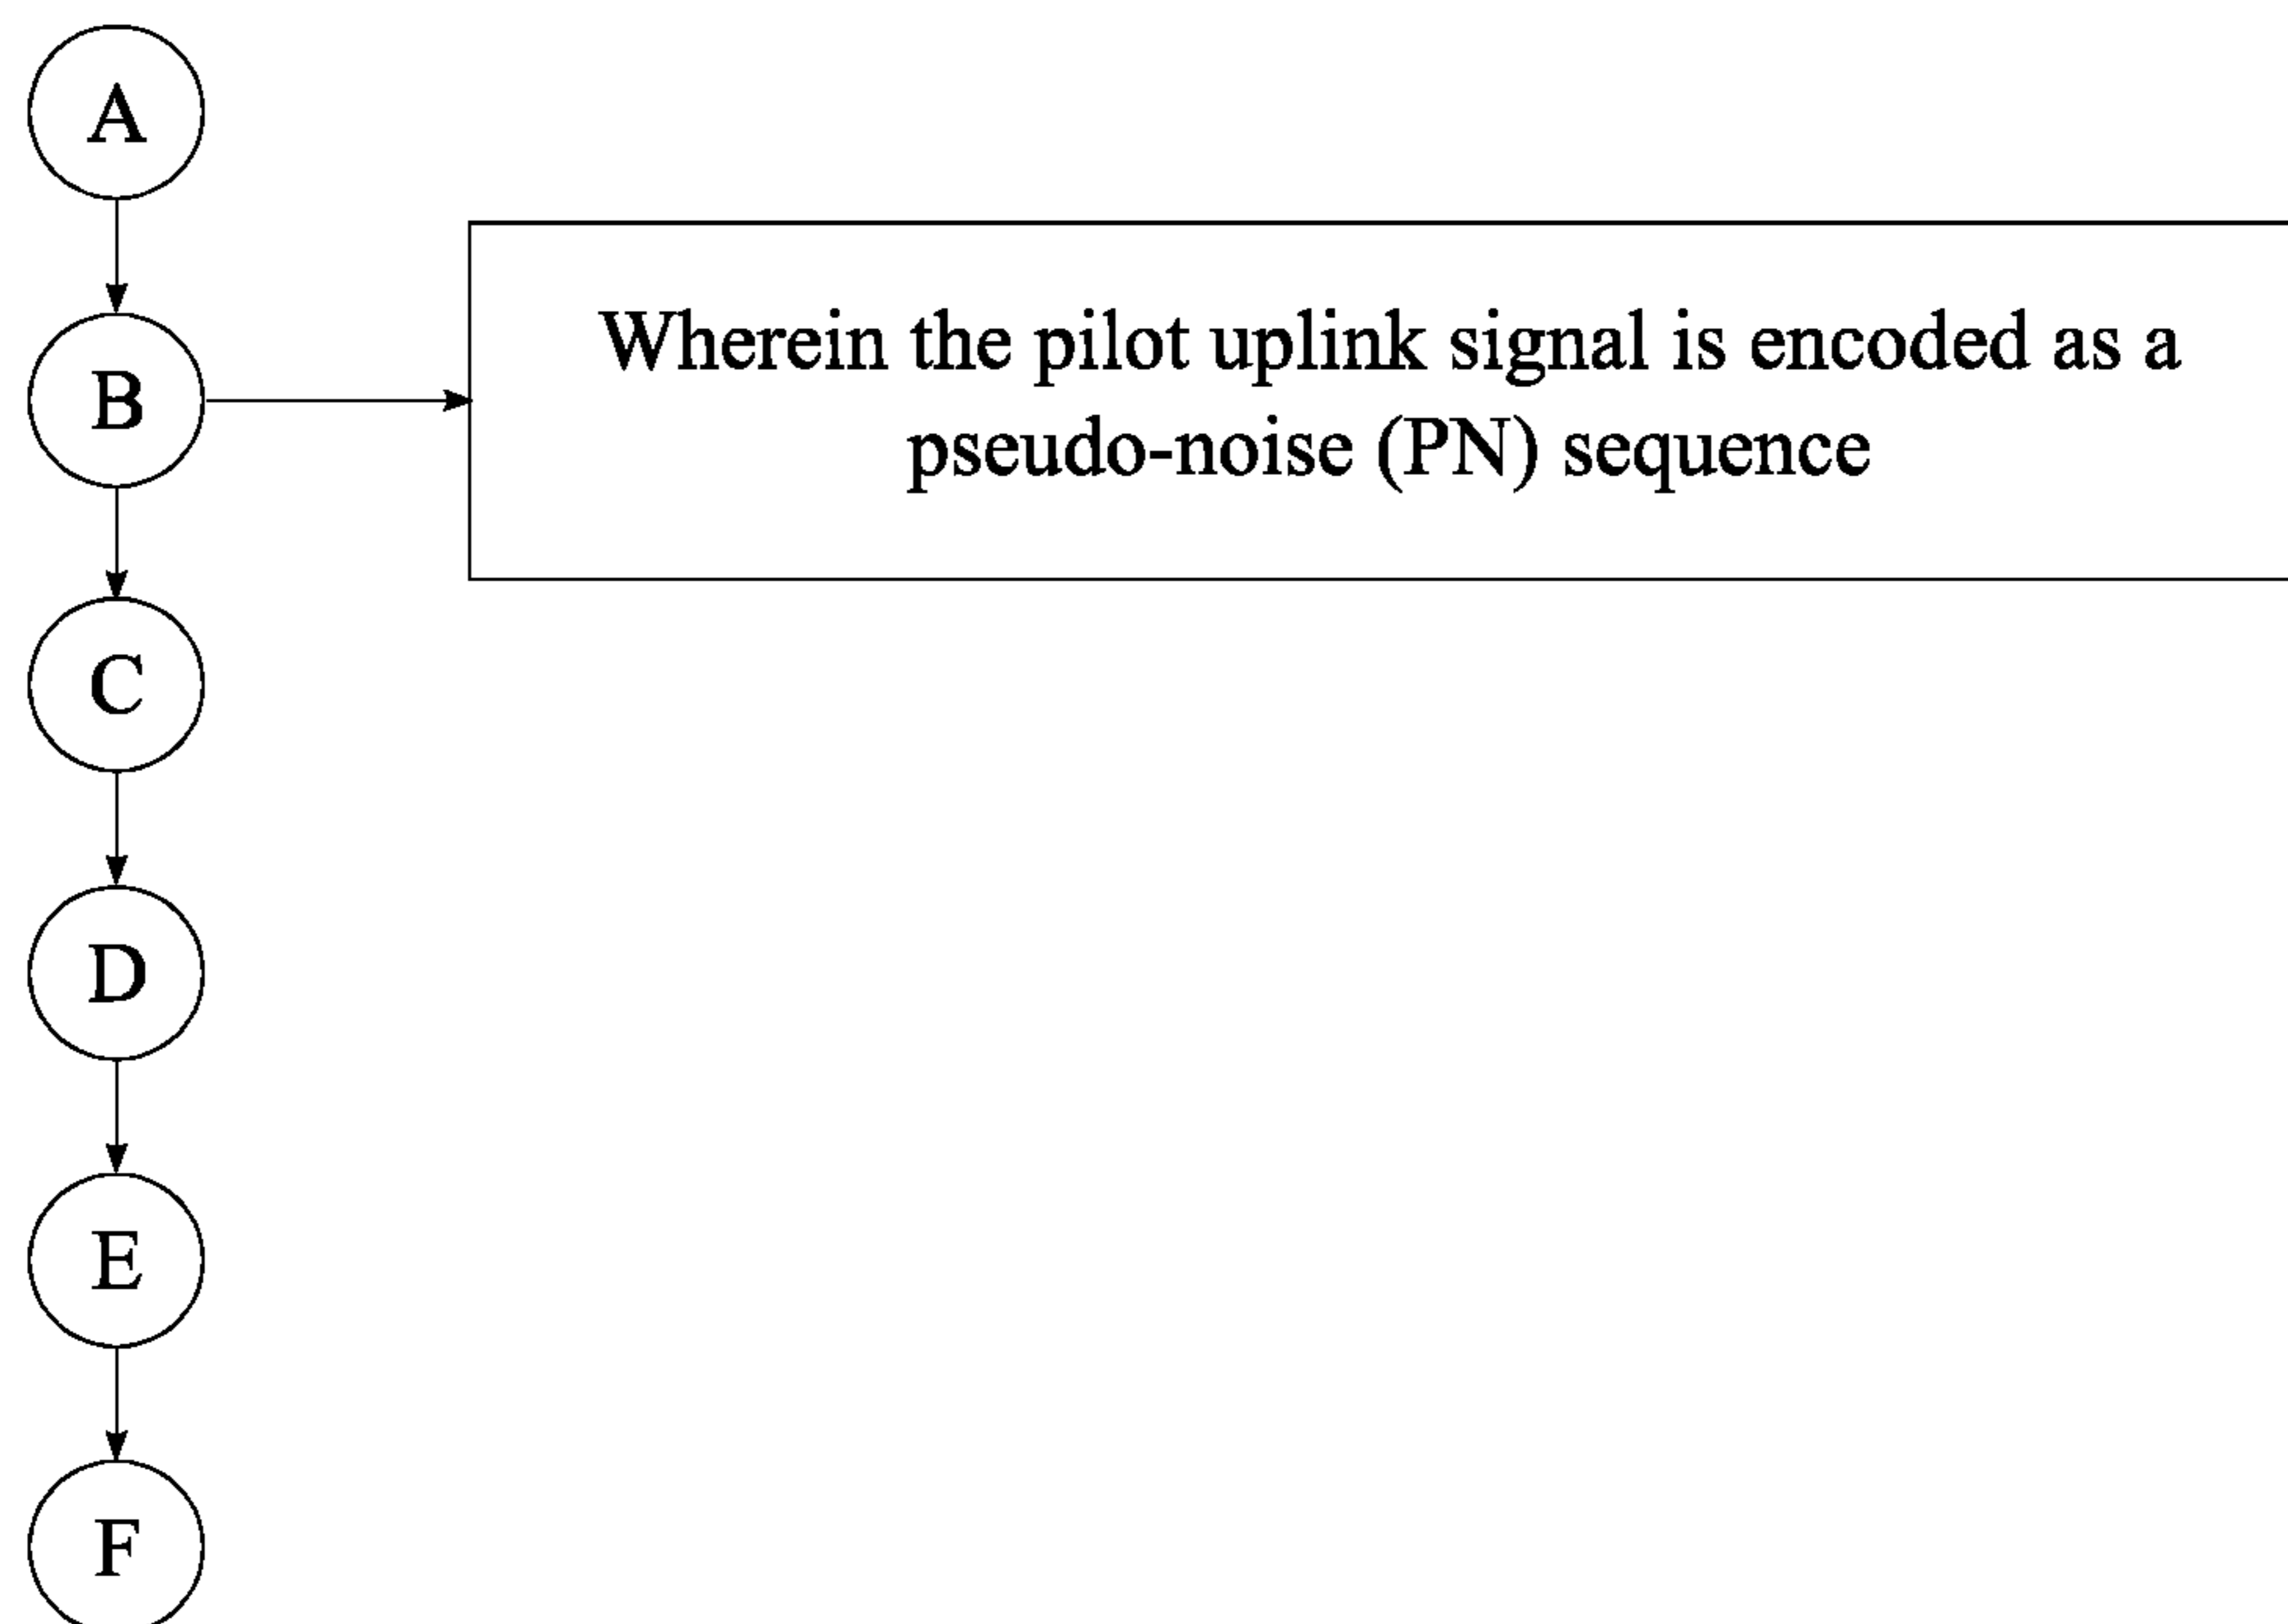 A
B
Wherein the pilot uplink signal is encoded as a
pseudo-noise (PN) sequence
C
D
E
F